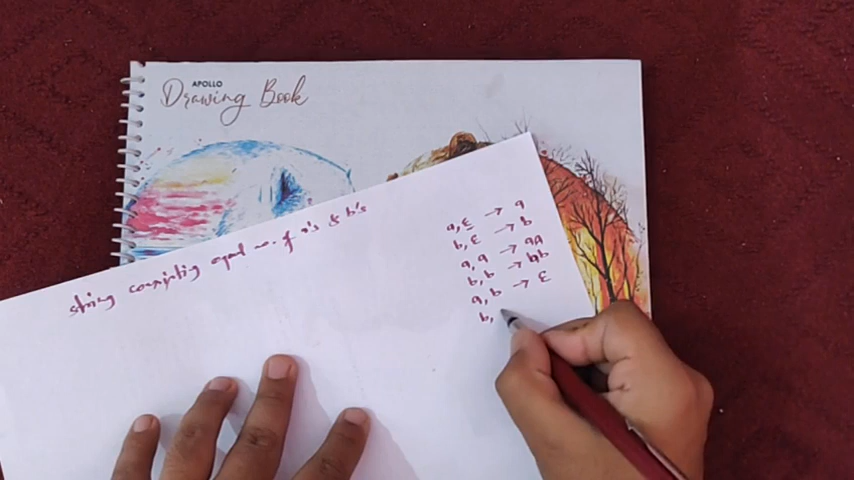 APOLLO
Drawing Book
string consisting equal no. of a's & b's
a, ε → a
b, ε → b
a, a → aa
b, b → bb
a, b → ε
b,